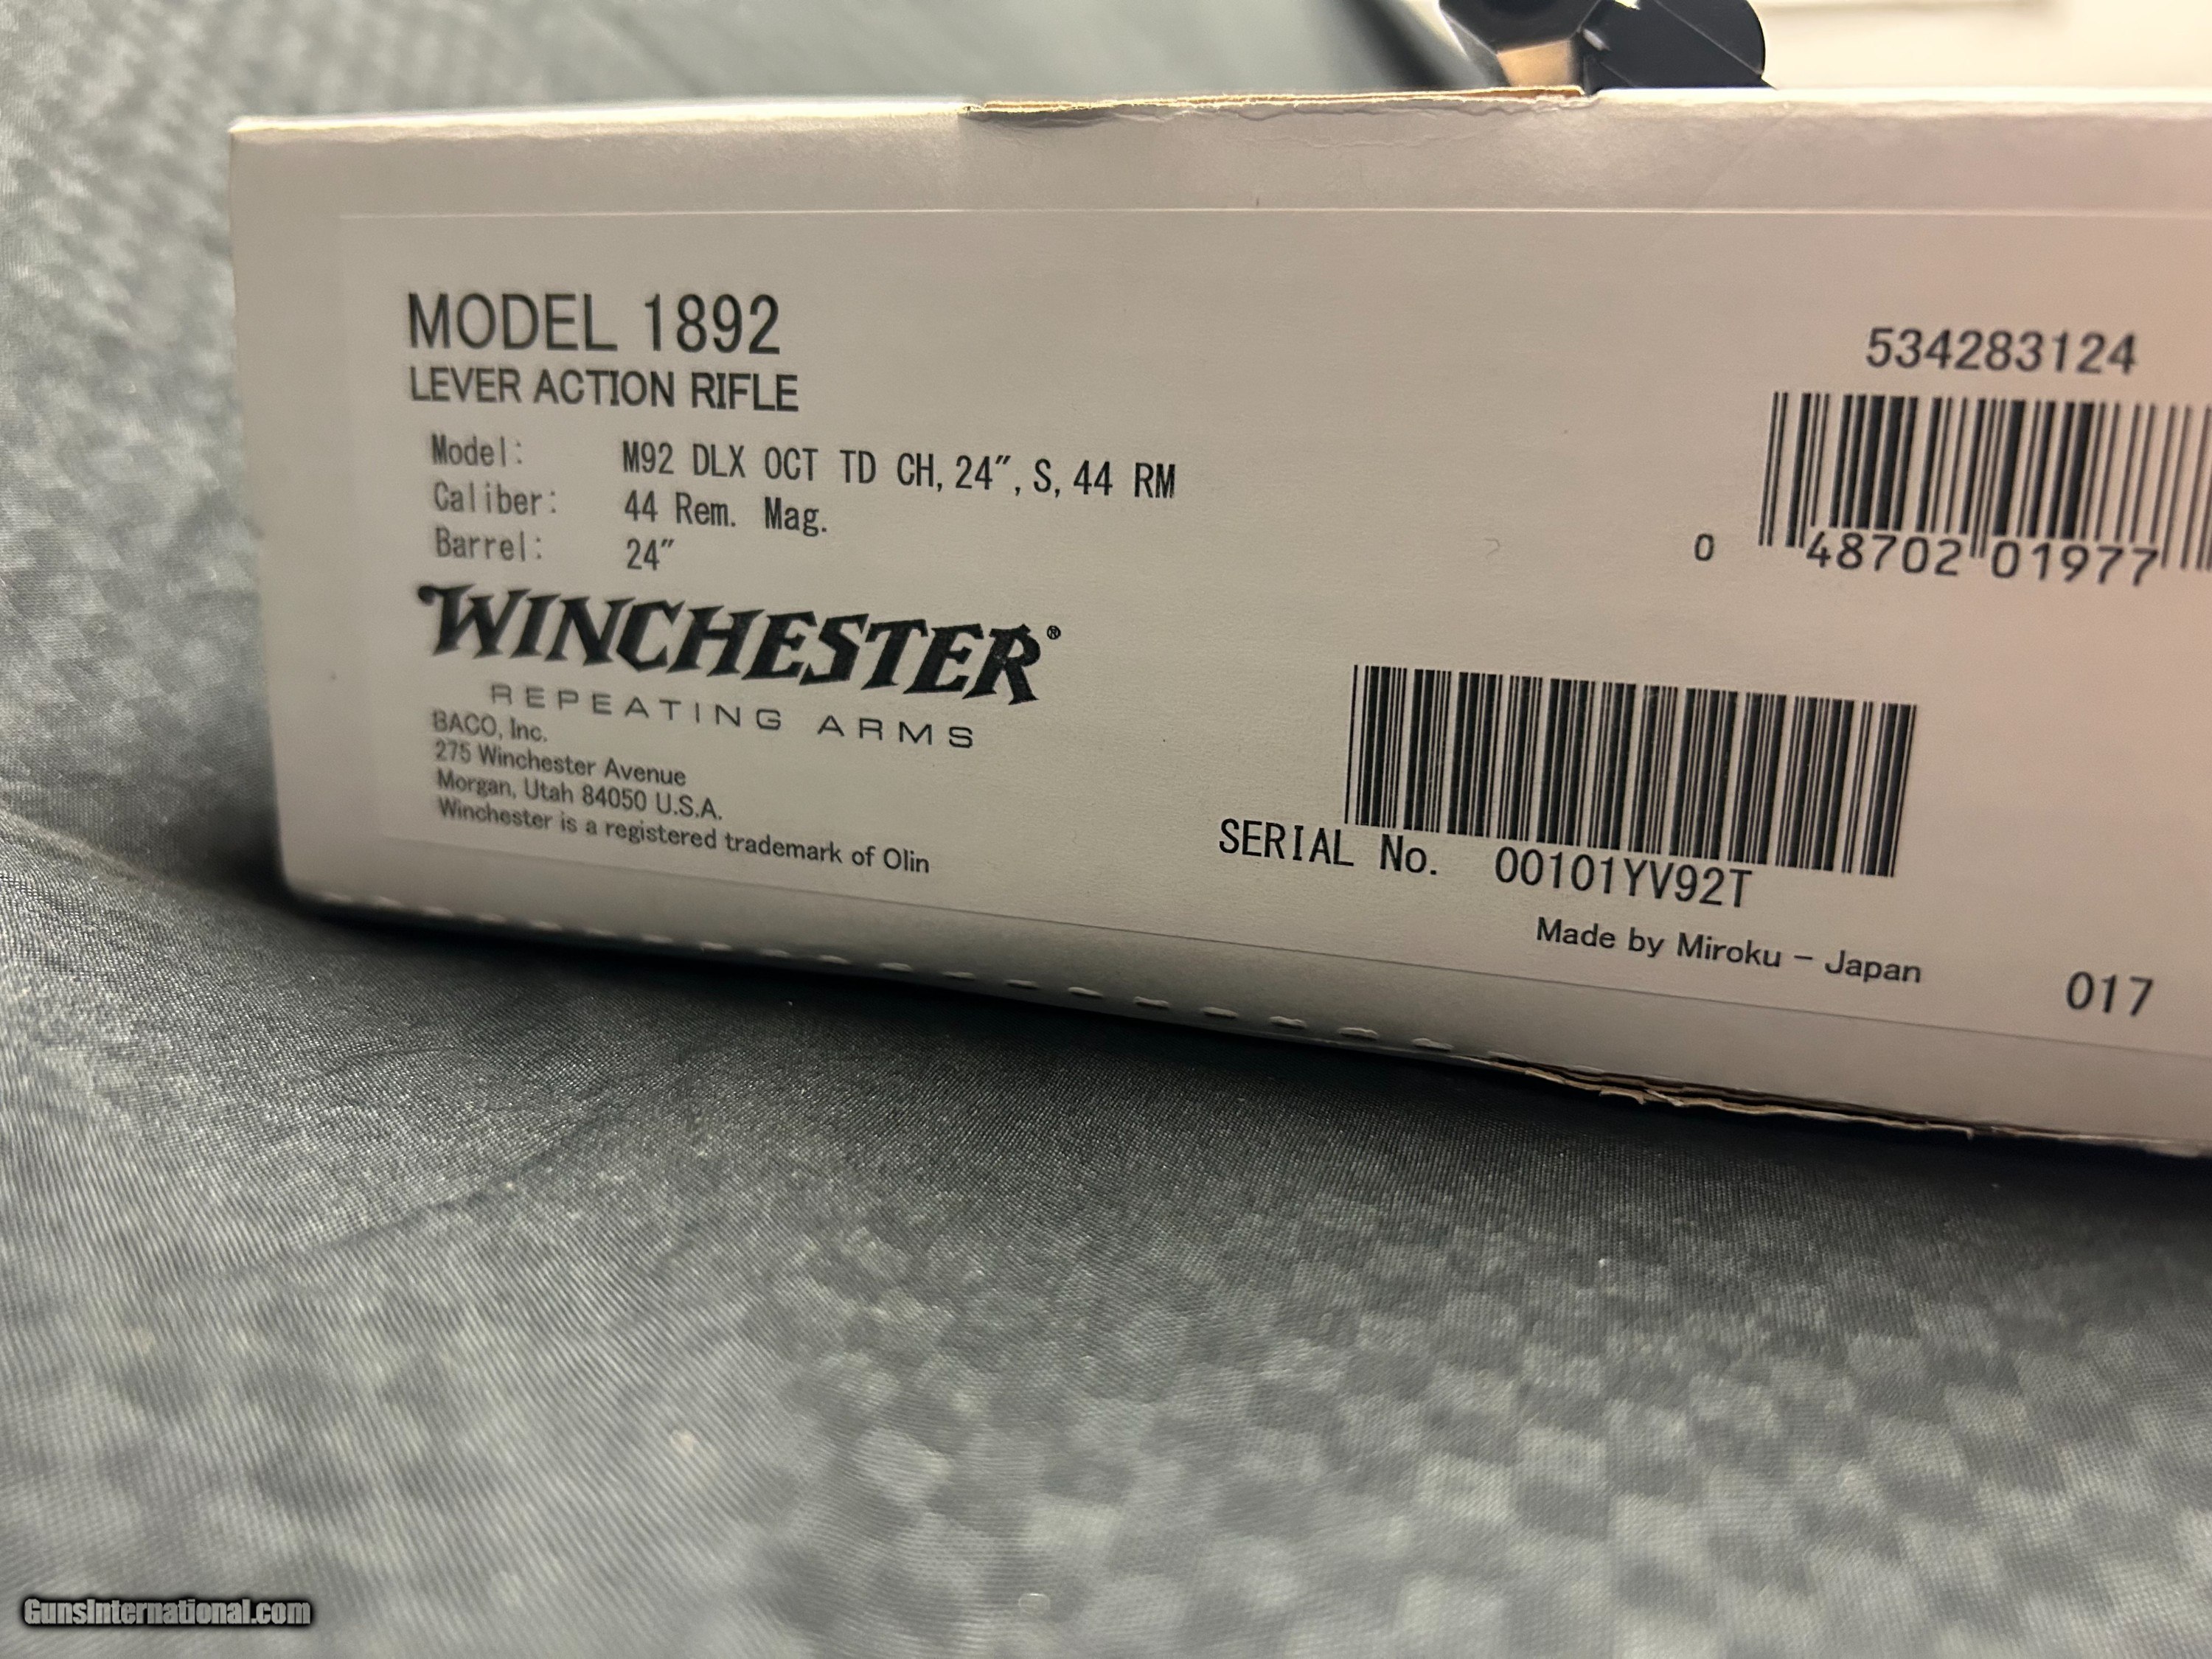 MODEL 1892
LEVER ACTION RIFLE
Model: M92 DLX OCT TD CH, 24", S, 44 RM
Caliber: 44 Rem. Mag.
Barrel: 24"
WINCHESTER®
REPEATING ARMS
BACO, Inc.
275 Winchester Avenue
Morgan, Utah 84050 U.S.A.
Winchester is a registered trademark of Olin
534283124
0 48702 01977
SERIAL No. 00101YV92T
Made by Miroku - Japan
017
GunsInternational.com